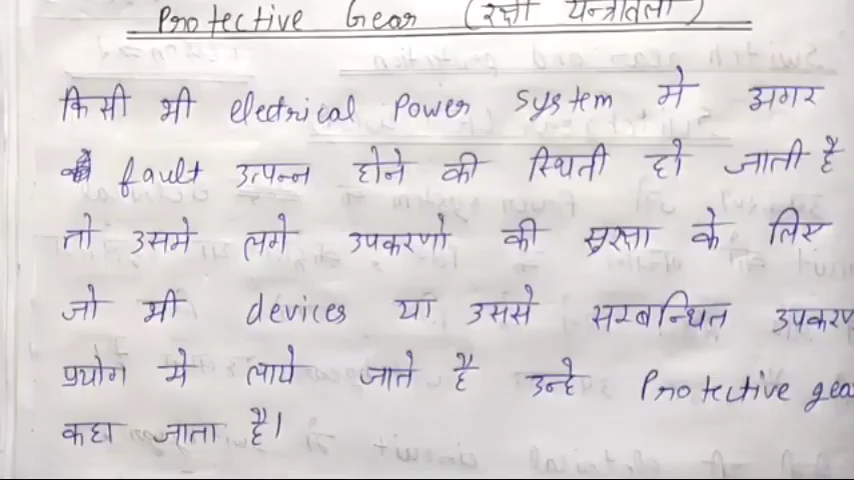 Protective Gear (रक्षी यन्त्रावली)
किसी भी electrical Power system मे अगर
fault उत्पन्न होने की स्थिती हो जाती है
तो उसमे लगे उपकरणो की सुरक्षा के लिए
जो भी devices या उससे सम्बन्धित उपकरण
प्रयोग मे लाये जाते है उन्हे Protective gea
कहा जाता है।